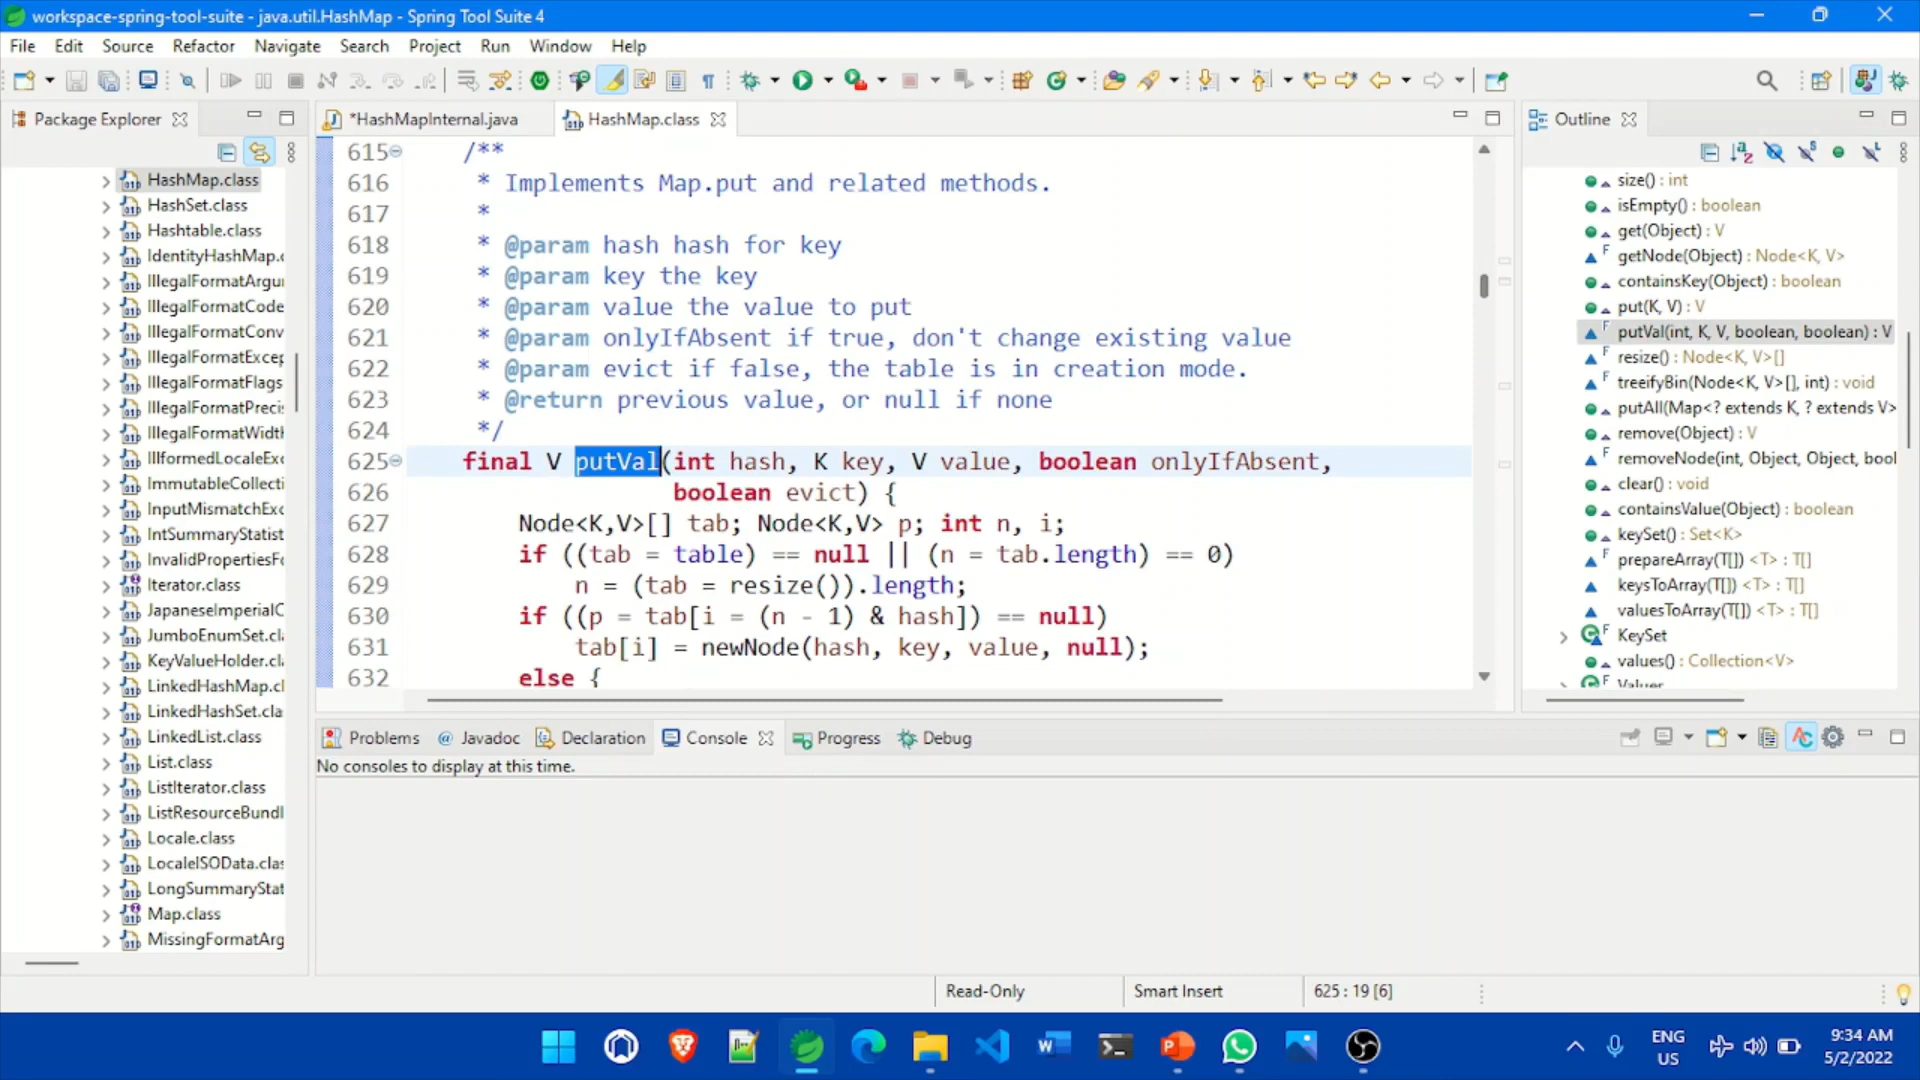 workspace-spring-tool-suite - java.util.HashMap - Spring Tool Suite 4
File Edit Source Refactor Navigate Search Project Run Window Help
Package Explorer
*HashMapInternal.java
HashMap.class
Outline
HashMap.class
HashSet.class
Hashtable.class
IdentityHashMap.c
IllegalFormatArgu
IllegalFormatCode
IllegalFormatConv
IllegalFormatExcep
IllegalFormatFlags
IllegalFormatPreci
IllegalFormatWidth
IllformedLocaleExc
ImmutableCollecti
InputMismatchExc
IntSummaryStatist
InvalidPropertiesFo
Iterator.class
JapaneseImperialC
JumboEnumSet.cla
KeyValueHolder.cla
LinkedHashMap.cl
LinkedHashSet.cla
LinkedList.class
List.class
ListIterator.class
ListResourceBundl
Locale.class
LocaleISOData.clas
LongSummaryStat
Map.class
MissingFormatArg
615 /**
616 * Implements Map.put and related methods.
617 *
618 * @param hash hash for key
619 * @param key the key
620 * @param value the value to put
621 * @param onlyIfAbsent if true, don't change existing value
622 * @param evict if false, the table is in creation mode.
623 * @return previous value, or null if none
624 */
625 final V putVal(int hash, K key, V value, boolean onlyIfAbsent,
626 boolean evict) {
627 Node<K,V>[] tab; Node<K,V> p; int n, i;
628 if ((tab = table) == null || (n = tab.length) == 0)
629 n = (tab = resize()).length;
630 if ((p = tab[i = (n - 1) & hash]) == null)
631 tab[i] = newNode(hash, key, value, null);
632 else {
size() : int
isEmpty() : boolean
get(Object) : V
getNode(Object) : Node<K, V>
containsKey(Object) : boolean
put(K, V) : V
putVal(int, K, V, boolean, boolean) : V
resize() : Node<K, V>[]
treeifyBin(Node<K, V>[], int) : void
putAll(Map<? extends K, ? extends V>
remove(Object) : V
removeNode(int, Object, Object, bool
clear() : void
containsValue(Object) : boolean
keySet() : Set<K>
prepareArray(T[]) <T> : T[]
keysToArray(T[]) <T> : T[]
valuesToArray(T[]) <T> : T[]
KeySet
values() : Collection<V>
Problems Javadoc Declaration Console Progress Debug
No consoles to display at this time.
Read-Only Smart Insert 625 : 19 [6]
ENG
US
9:34 AM
5/2/2022